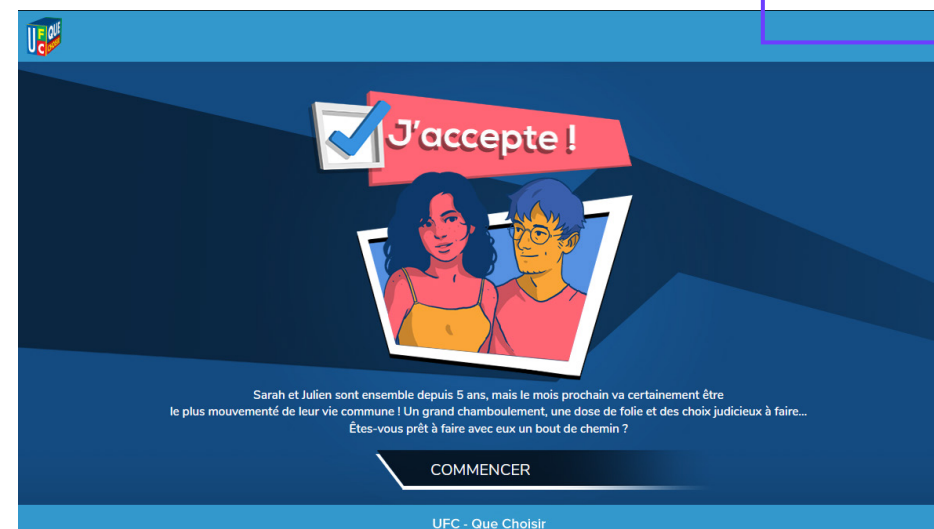 UFC QUE CHOISIR
J'accepte !
Sarah et Julien sont ensemble depuis 5 ans, mais le mois prochain va certainement être
le plus mouvementé de leur vie commune ! Un grand chamboulement, une dose de folie et des choix judicieux à faire...
Êtes-vous prêt à faire avec eux un bout de chemin ?
COMMENCER
UFC - Que Choisir